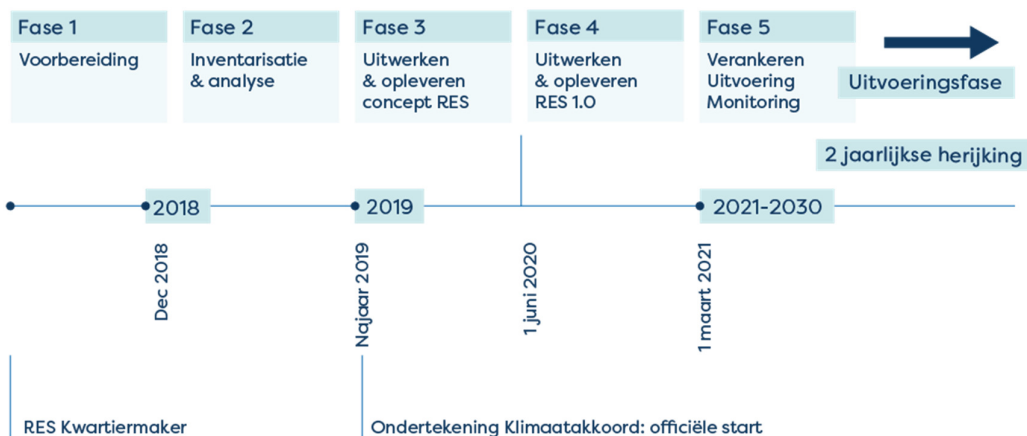 Fase 1
Voorbereiding
Fase 2
Inventarisatie
& analyse
Fase 3
Uitwerken
& opleveren
concept RES
Fase 4
Uitwerken
& opleveren
RES 1.0
Fase 5
Verankeren
Uitvoering
Monitoring
Uitvoeringsfase
2 jaarlijkse herijking
2018
2019
2021-2030
Dec 2018
Najaar 2019
1 juni 2020
1 maart 2021
RES Kwartiermaker
Ondertekening Klimaatakkoord: officiële start